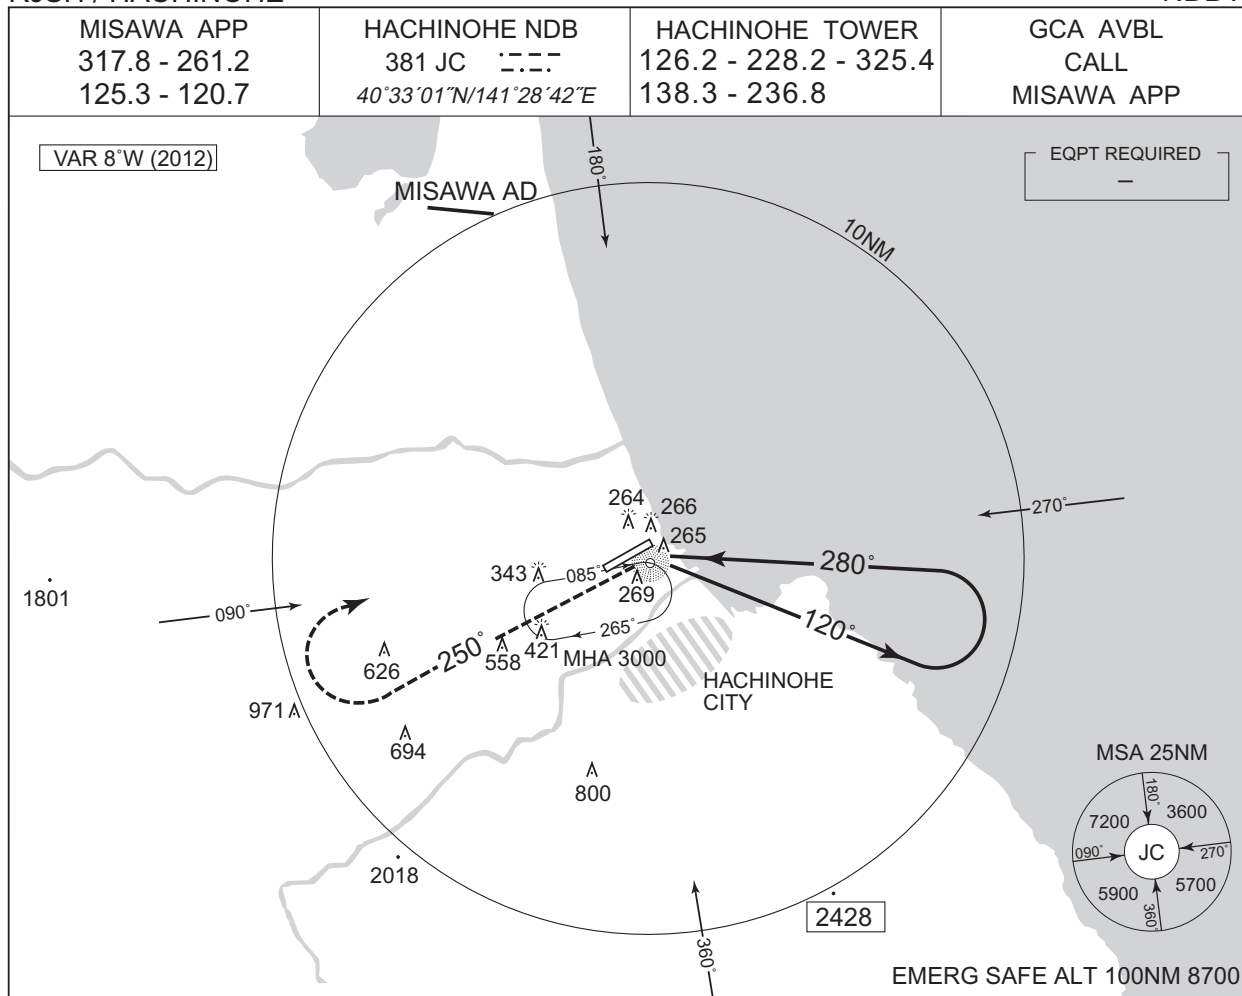 MISAWA APP
317.8 - 261.2
125.3 - 120.7
HACHINOHE NDB
381 JC
40°33´01˝N/141°28´42˝E
HACHINOHE TOWER
126.2 - 228.2 - 325.4
138.3 - 236.8
GCA AVBL
CALL
MISAWA APP
VAR 8°W (2012)
EQPT REQUIRED
–
180°
MISAWA AD
10NM
264
266
265
270°
343
085°
269
280°
1801
090°
265°
120°
250°
558
421
MHA 3000
626
HACHINOHE
CITY
971
694
800
2018
2428
360°
MSA 25NM
180°
7200
3600
090°
JC
270°
5900
5700
360°
EMERG SAFE ALT 100NM 8700